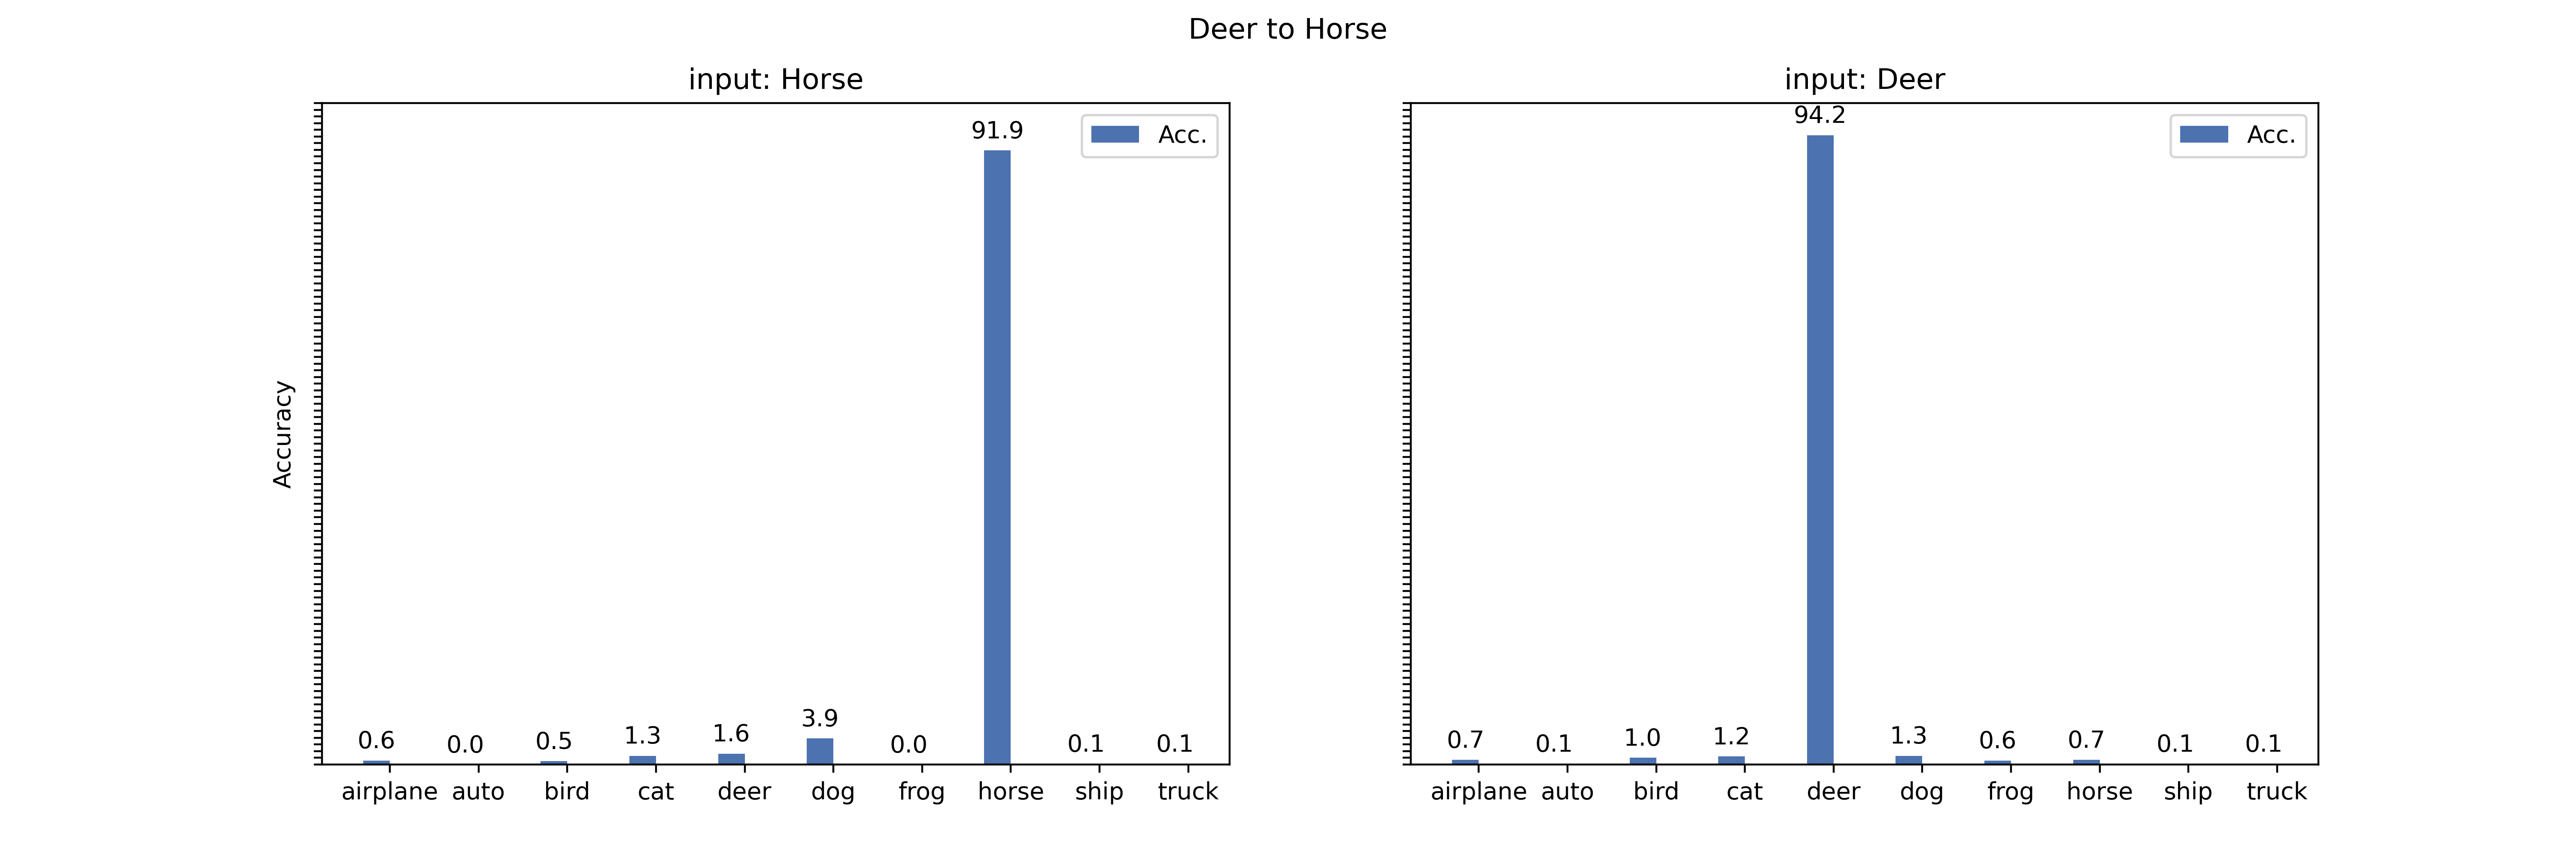 Deer to Horse
input: Horse
Acc.
Accuracy
91.9
0.6
0.0
0.5
1.3
1.6
3.9
0.0
0.1
0.1
airplane auto bird cat deer dog frog horse ship truck
input: Deer
Acc.
94.2
0.7
0.1
1.0
1.2
1.3
0.6
0.7
0.1
0.1
airplane auto bird cat deer dog frog horse ship truck